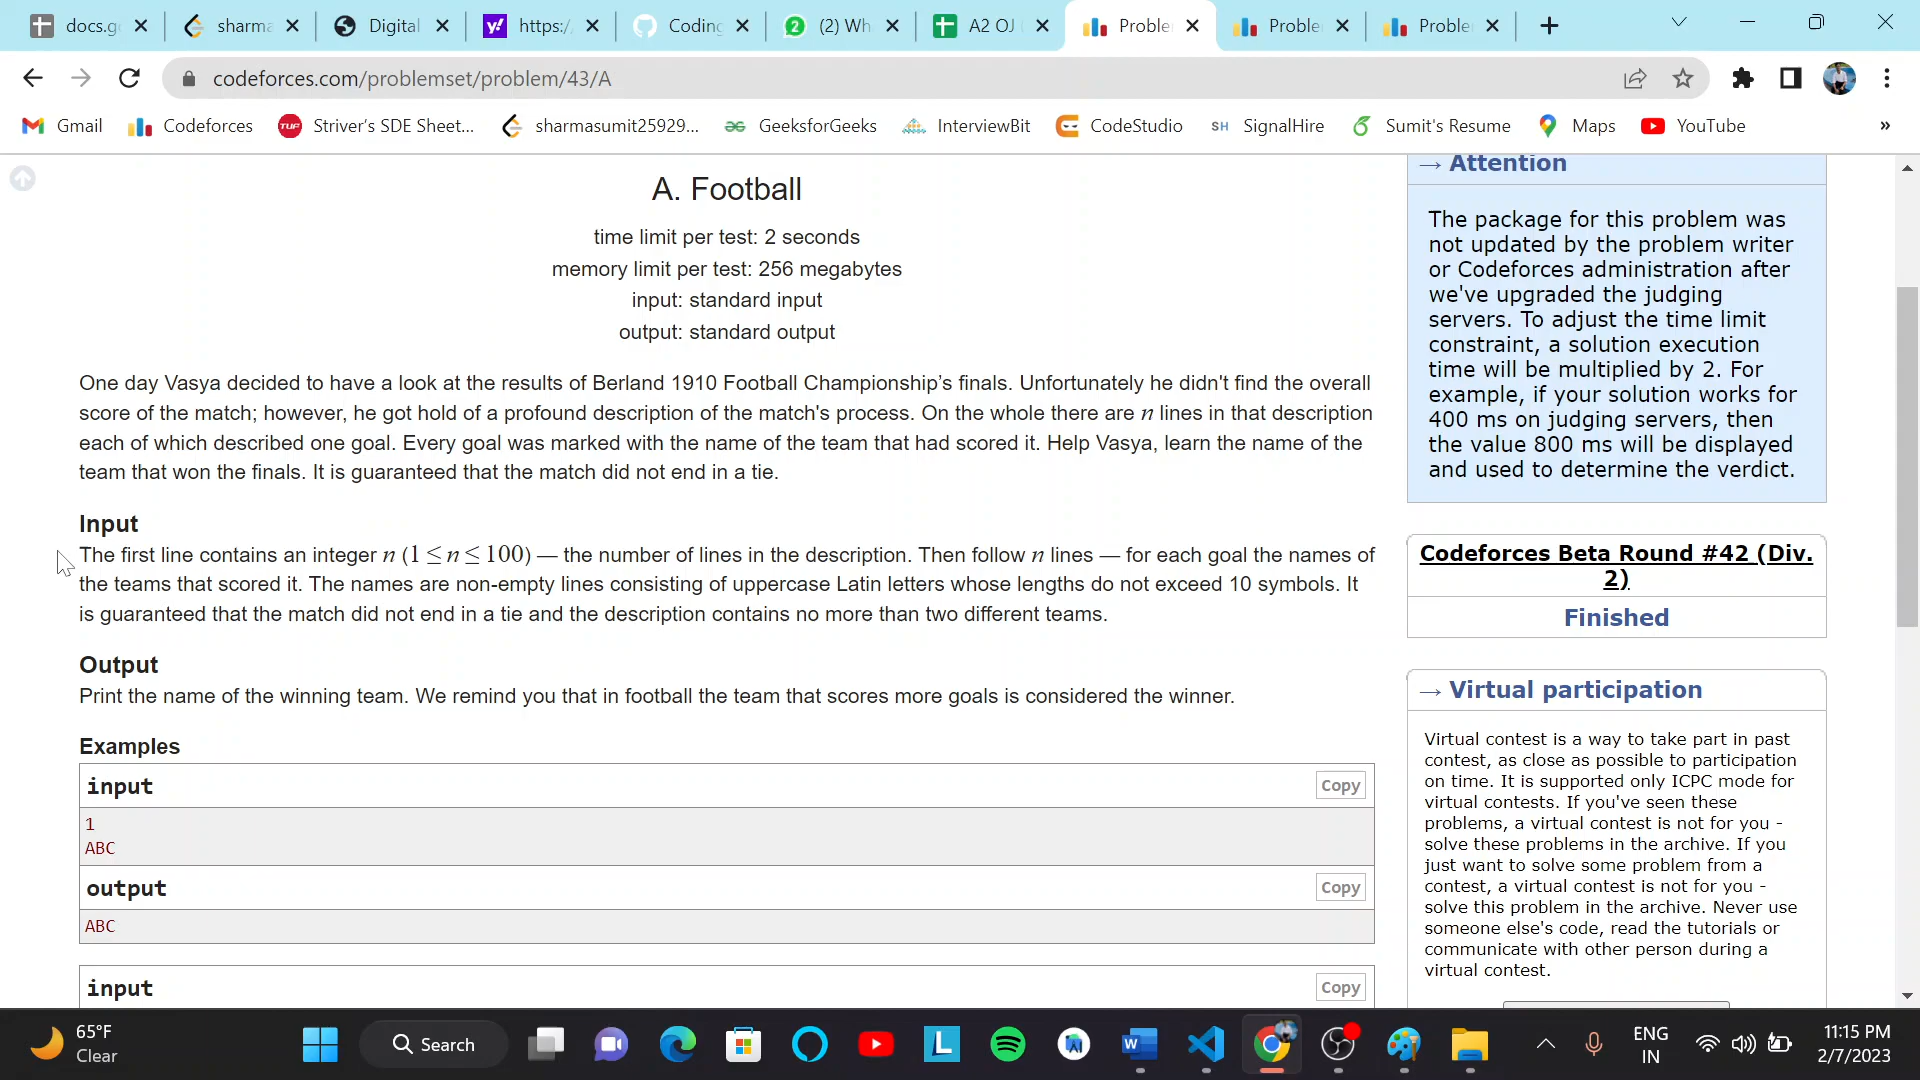 docs.g
sharma
Digital
https:/
Coding
(2) Wh
A2 OJ
Proble
Proble
Proble
codeforces.com/problemset/problem/43/A
Gmail
Codeforces
Striver's SDE Sheet...
sharmasumit25929...
GeeksforGeeks
InterviewBit
CodeStudio
SH SignalHire
Sumit's Resume
Maps
YouTube
»
A. Football
time limit per test: 2 seconds
memory limit per test: 256 megabytes
input: standard input
output: standard output
One day Vasya decided to have a look at the results of Berland 1910 Football Championship’s finals. Unfortunately he didn't find the overall
score of the match; however, he got hold of a profound description of the match's process. On the whole there are n lines in that description
each of which described one goal. Every goal was marked with the name of the team that had scored it. Help Vasya, learn the name of the
team that won the finals. It is guaranteed that the match did not end in a tie.
Input
The first line contains an integer n (1 ≤ n ≤ 100) — the number of lines in the description. Then follow n lines — for each goal the names of
the teams that scored it. The names are non-empty lines consisting of uppercase Latin letters whose lengths do not exceed 10 symbols. It
is guaranteed that the match did not end in a tie and the description contains no more than two different teams.
Output
Print the name of the winning team. We remind you that in football the team that scores more goals is considered the winner.
Examples
input
Copy
1
ABC
output
Copy
ABC
input
Copy
→ Attention
The package for this problem was
not updated by the problem writer
or Codeforces administration after
we've upgraded the judging
servers. To adjust the time limit
constraint, a solution execution
time will be multiplied by 2. For
example, if your solution works for
400 ms on judging servers, then
the value 800 ms will be displayed
and used to determine the verdict.
Codeforces Beta Round #42 (Div.
2)
Finished
→ Virtual participation
Virtual contest is a way to take part in past
contest, as close as possible to participation
on time. It is supported only ICPC mode for
virtual contests. If you've seen these
problems, a virtual contest is not for you -
solve these problems in the archive. If you
just want to solve some problem from a
contest, a virtual contest is not for you -
solve this problem in the archive. Never use
someone else's code, read the tutorials or
communicate with other person during a
virtual contest.
65°F
Clear
Search
ENG
IN
11:15 PM
2/7/2023